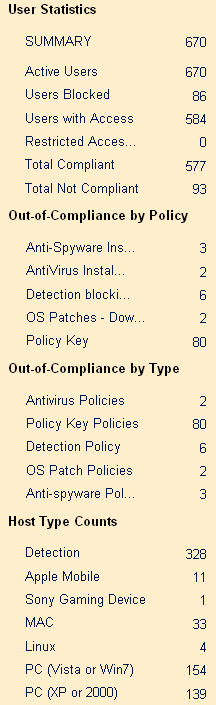 User Statistics
SUMMARY 670
Active Users 670
Users Blocked 86
Users with Access 584
Restricted Acces... 0
Total Compliant 577
Total Not Compliant 93
Out-of-Compliance by Policy
Anti-Spyware Ins... 3
AntiVirus Instal... 2
Detection blocki... 6
OS Patches - Dow... 2
Policy Key 80
Out-of-Compliance by Type
Antivirus Policies 2
Policy Key Policies 80
Detection Policy 6
OS Patch Policies 2
Anti-spyware Pol... 3
Host Type Counts
Detection 328
Apple Mobile 11
Sony Gaming Device 1
MAC 33
Linux 4
PC (Vista or Win7) 154
PC (XP or 2000) 139